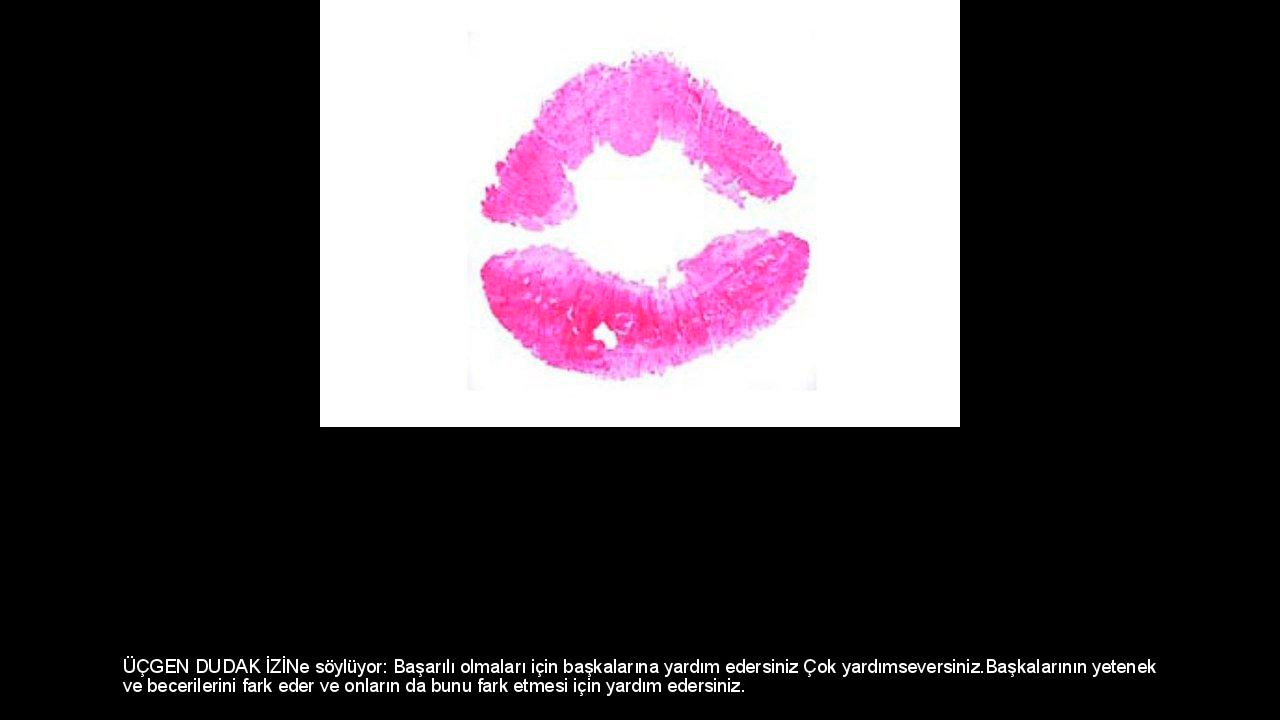 ÜÇGEN DUDAK İZİNe söylüyor: Başarılı olmaları için başkalarına yardım edersiniz Çok yardımseversiniz.Başkalarının yetenek
ve becerilerini fark eder ve onların da bunu fark etmesi için yardım edersiniz.